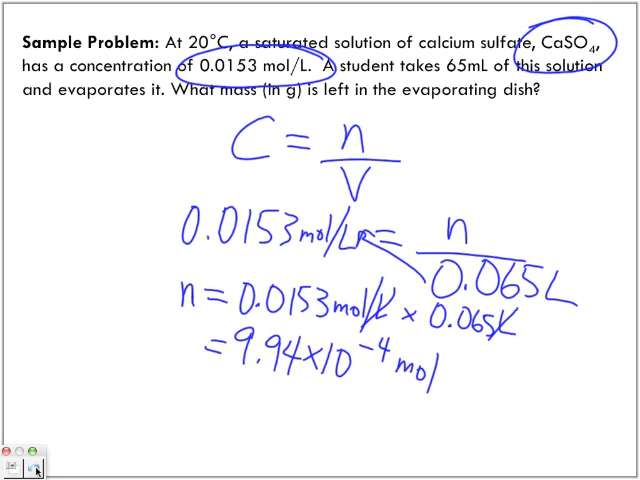 Sample Problem: At 20°C, a saturated solution of calcium sulfate, CaSO₄,
has a concentration of 0.0153 mol/L. A student takes 65mL of this solution
and evaporates it. What mass (in g) is left in the evaporating dish?
C = n/V
0.0153 mol/L = n/0.065L
n = 0.0153 mol/L × 0.065L
= 9.94×10⁻⁴ mol